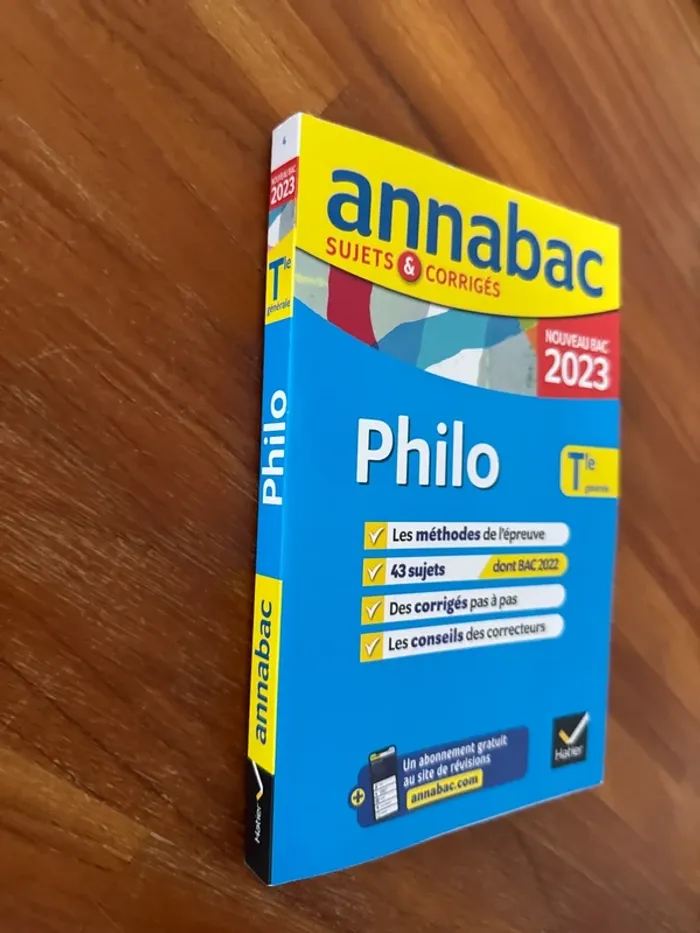 annabac
SUJETS & CORRIGÉS
NOUVEAU BAC
2023
Philo
Tle
générale
Les méthodes de l'épreuve
43 sujets dont BAC 2022
Des corrigés pas à pas
Les conseils des correcteurs
Un abonnement gratuit
au site de révisions
annabac.com
Hatier
NOUVEAU BAC
2023
Tle
générale
Philo
annabac
Hatier